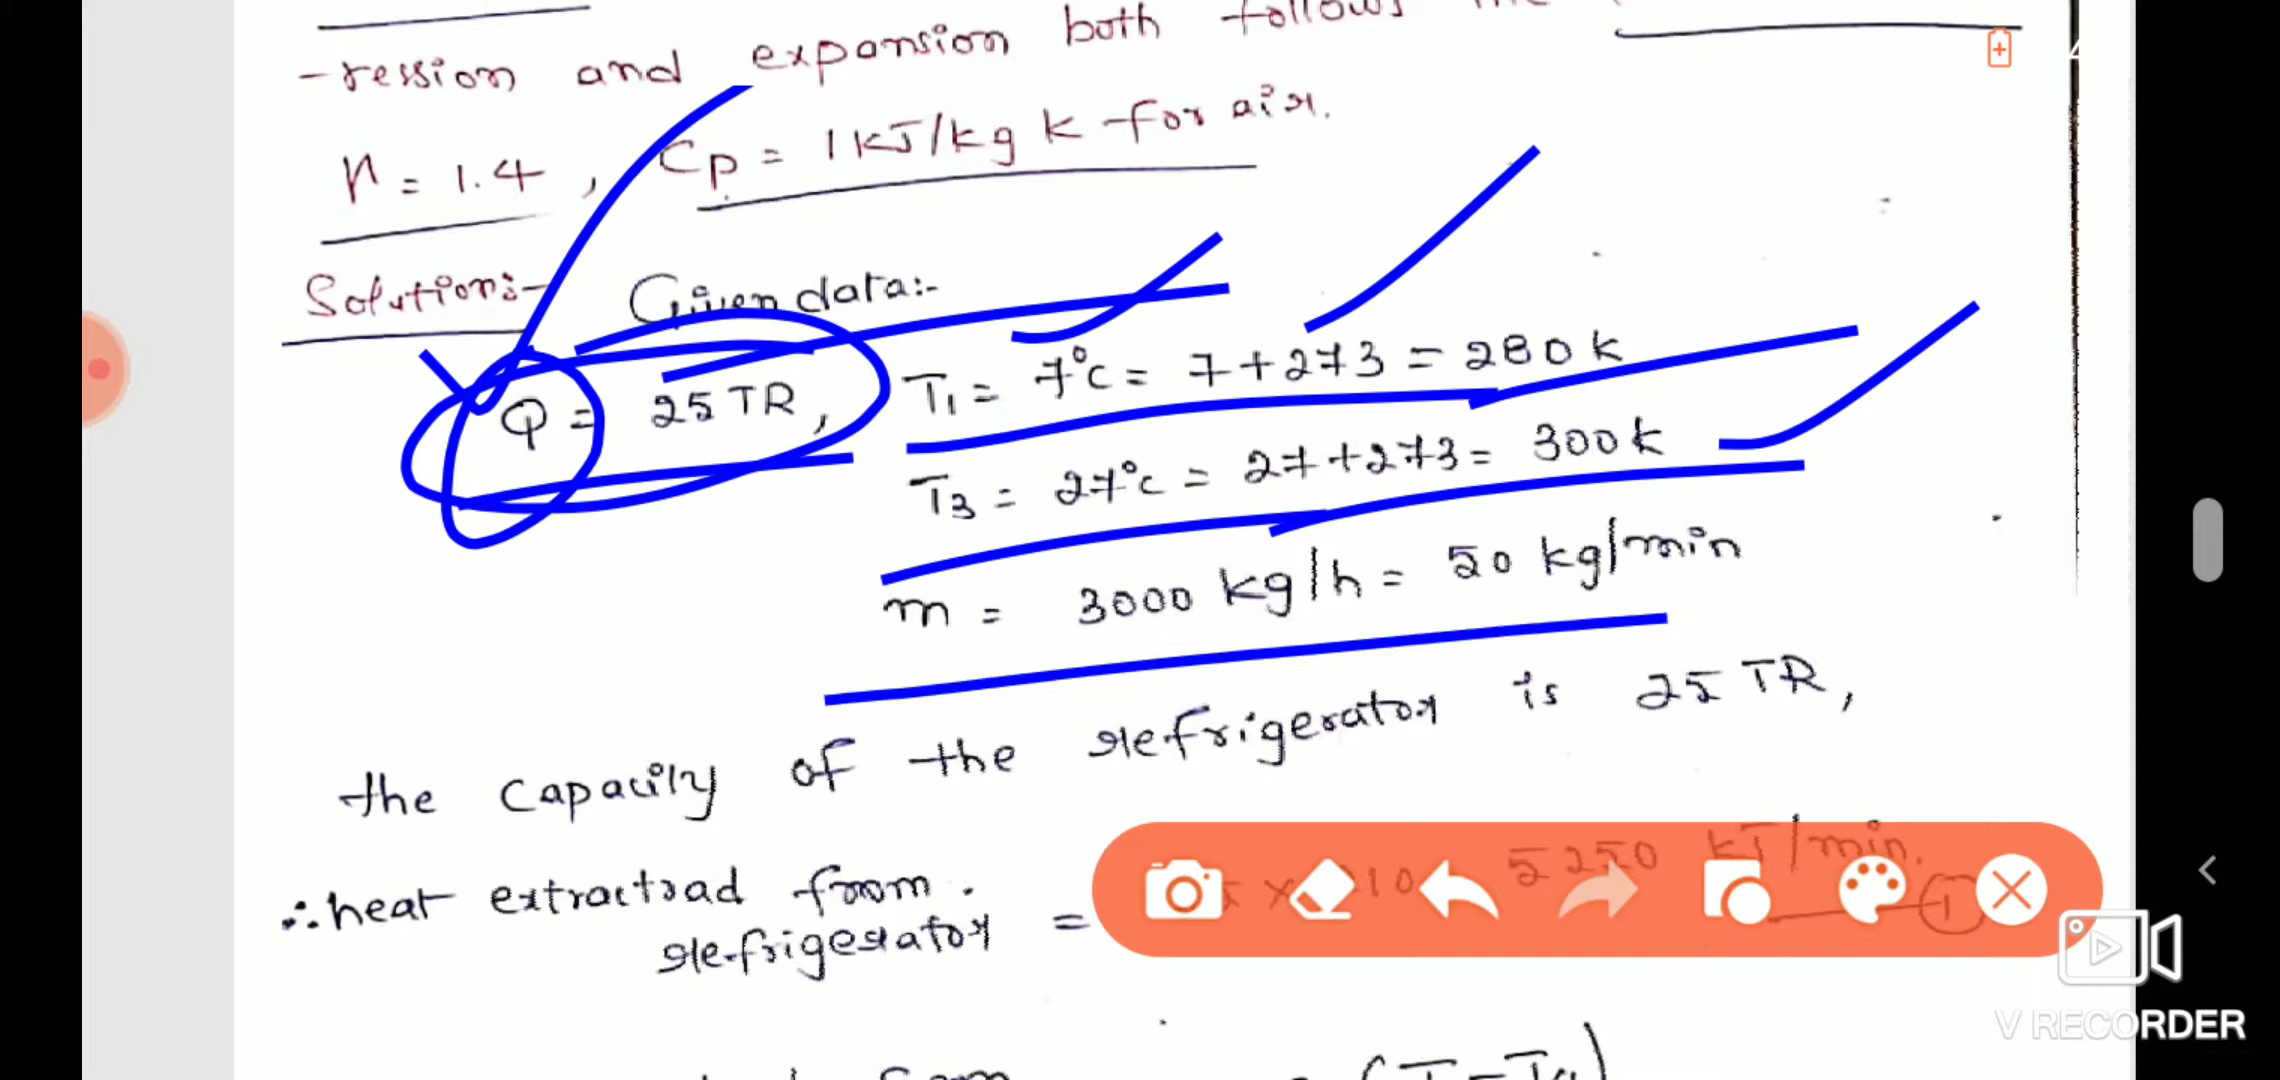 -ression and expansion both follows
n = 1.4 , Cp = 1 kJ/kg k for air.
Solution:- Given data:-
Q = 25 TR, T1 = 7°c = 7+273 = 280 k
T3 = 27°c = 27+273 = 300 k
m = 3000 kg/h = 50 kg/min
the capacity of the refrigerator is 25 TR,
∴ heat extractrad from.
refrigerator = 5250 kJ/min. 1
V RECORDER